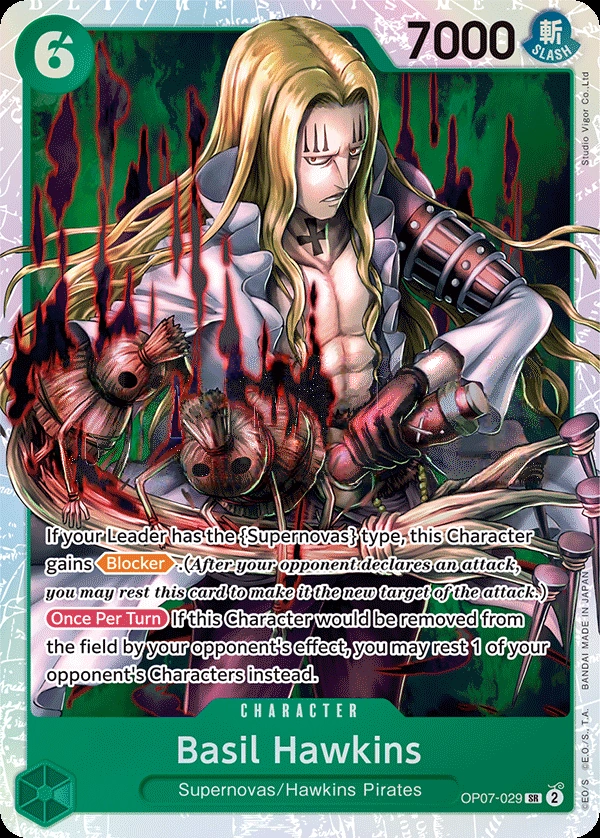 6
7000
斬
SLASH
Studio Vigor Co.,Ltd
If your Leader has the {Supernovas} type, this Character
gains Blocker .(After your opponent declares an attack,
you may rest this card to make it the new target of the attack.)
Once Per Turn If this Character would be removed from
the field by your opponent's effect, you may rest 1 of your
opponent's Characters instead.
CHARACTER
Basil Hawkins
Supernovas/Hawkins Pirates
OP07-029 SR 2
©E.O/S ©E.O./S, T.A. BANDAI MADE IN JAPAN